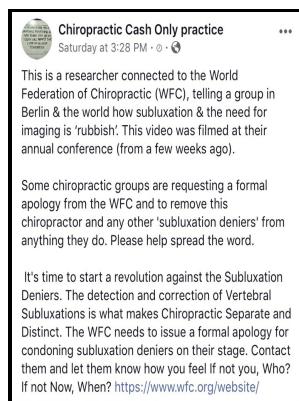 Chiropractic Cash Only practice
Saturday at 3:28 PM
This is a researcher connected to the World
Federation of Chiropractic (WFC), telling a group in
Berlin & the world how subluxation & the need for
imaging is 'rubbish'. This video was filmed at their
annual conference (from a few weeks ago).
Some chiropractic groups are requesting a formal
apology from the WFC and to remove this
chiropractor and any other 'subluxation deniers' from
anything they do. Please help spread the word.
It's time to start a revolution against the Subluxation
Deniers. The detection and correction of Vertebral
Subluxations is what makes Chiropractic Separate and
Distinct. The WFC needs to issue a formal apology for
condoning subluxation deniers on their stage. Contact
them and let them know how you feel If not you, Who?
If not Now, When? https://www.wfc.org/website/